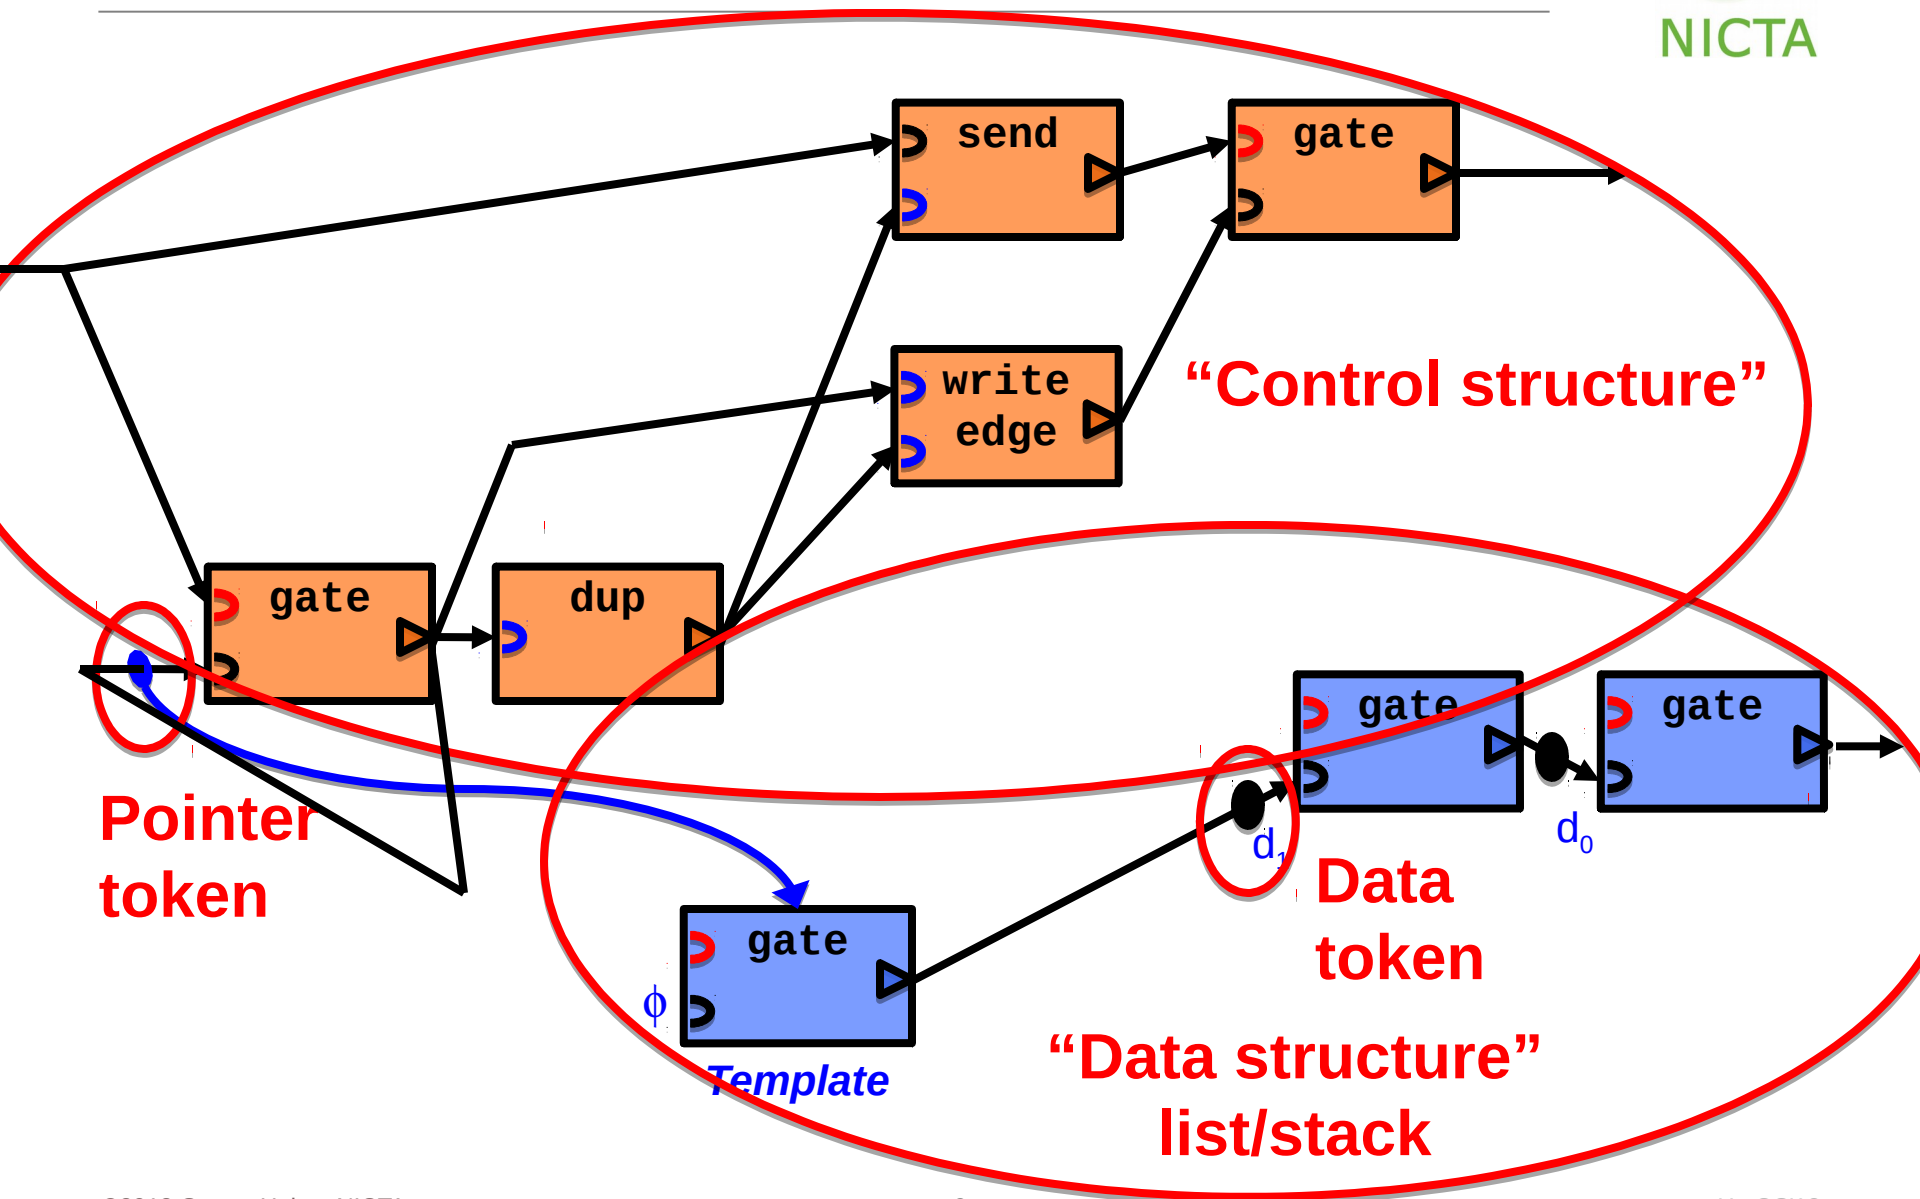 NICTA
send
gate
“Control structure”
write
edge
gate
dup
gate
gate
Pointer
token
d1
d0
Data
token
gate
ϕ
Template
“Data structure”
list/stack